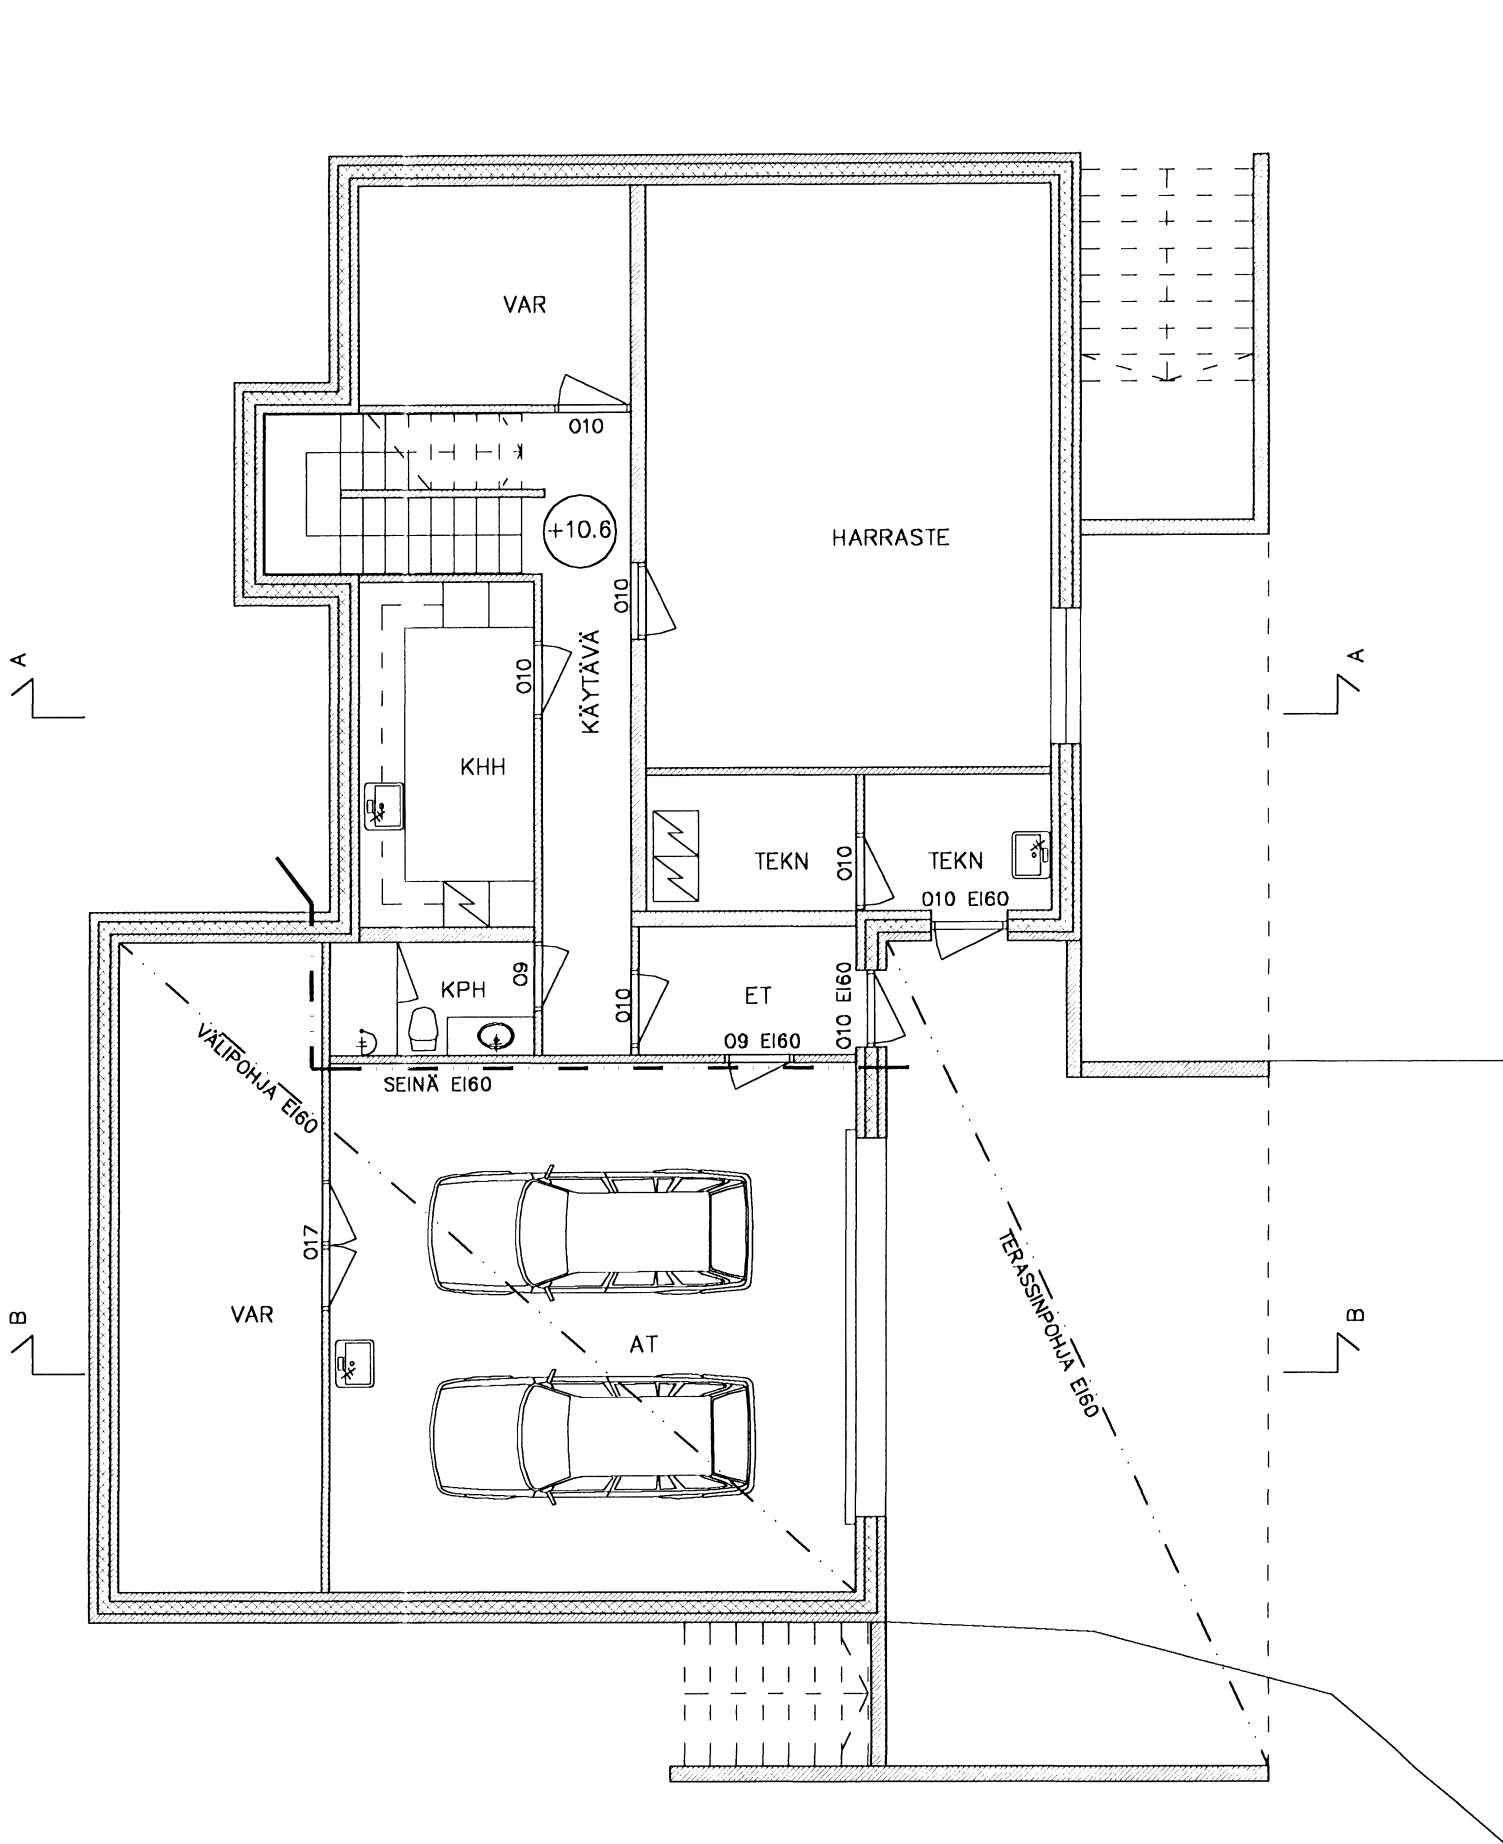 VAR
O10
+10.6
HARRASTE
O10
KÄYTÄVÄ
A
A
O10
KHH
TEKN
O10
TEKN
O10 EI60
KPH
O9
O10
ET
O10 EI60
O9 EI60
VÄLIPOHJA EI60
SEINÄ EI60
O17
VAR
AT
TERASSINPOHJA EI60
B
B